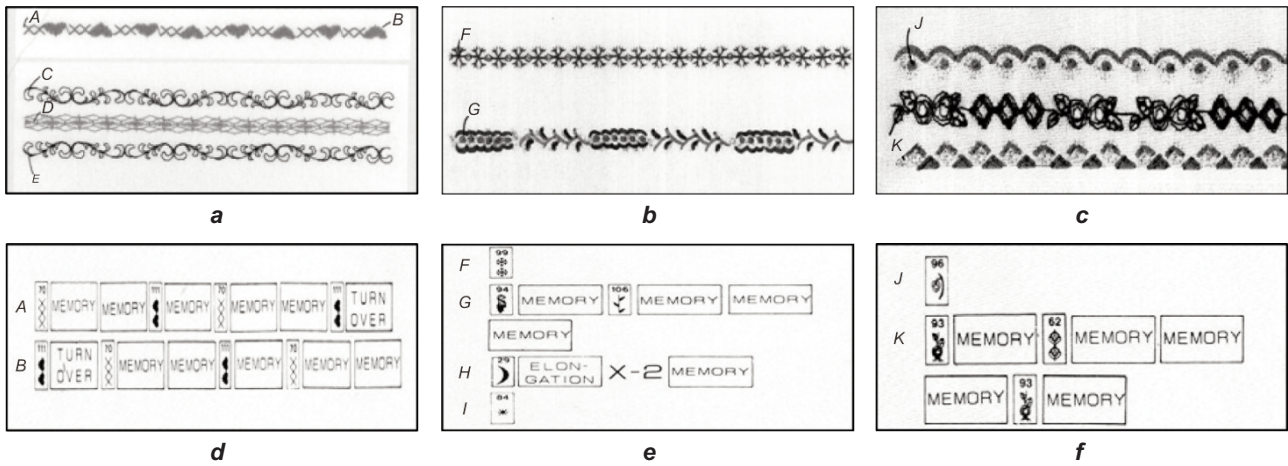 A B
C
D
E
F
G
J
K
a b c
A 70 MEMORY MEMORY 111 MEMORY 70 MEMORY MEMORY 111 TURN OVER
B 111 TURN OVER 70 MEMORY MEMORY 111 MEMORY 70 MEMORY MEMORY
F 99
G 94 MEMORY 106 MEMORY MEMORY
MEMORY
H 29 ELON-GATION X-2 MEMORY
I 84
J 96
K 93 MEMORY 62 MEMORY MEMORY
MEMORY 93 MEMORY
d e f